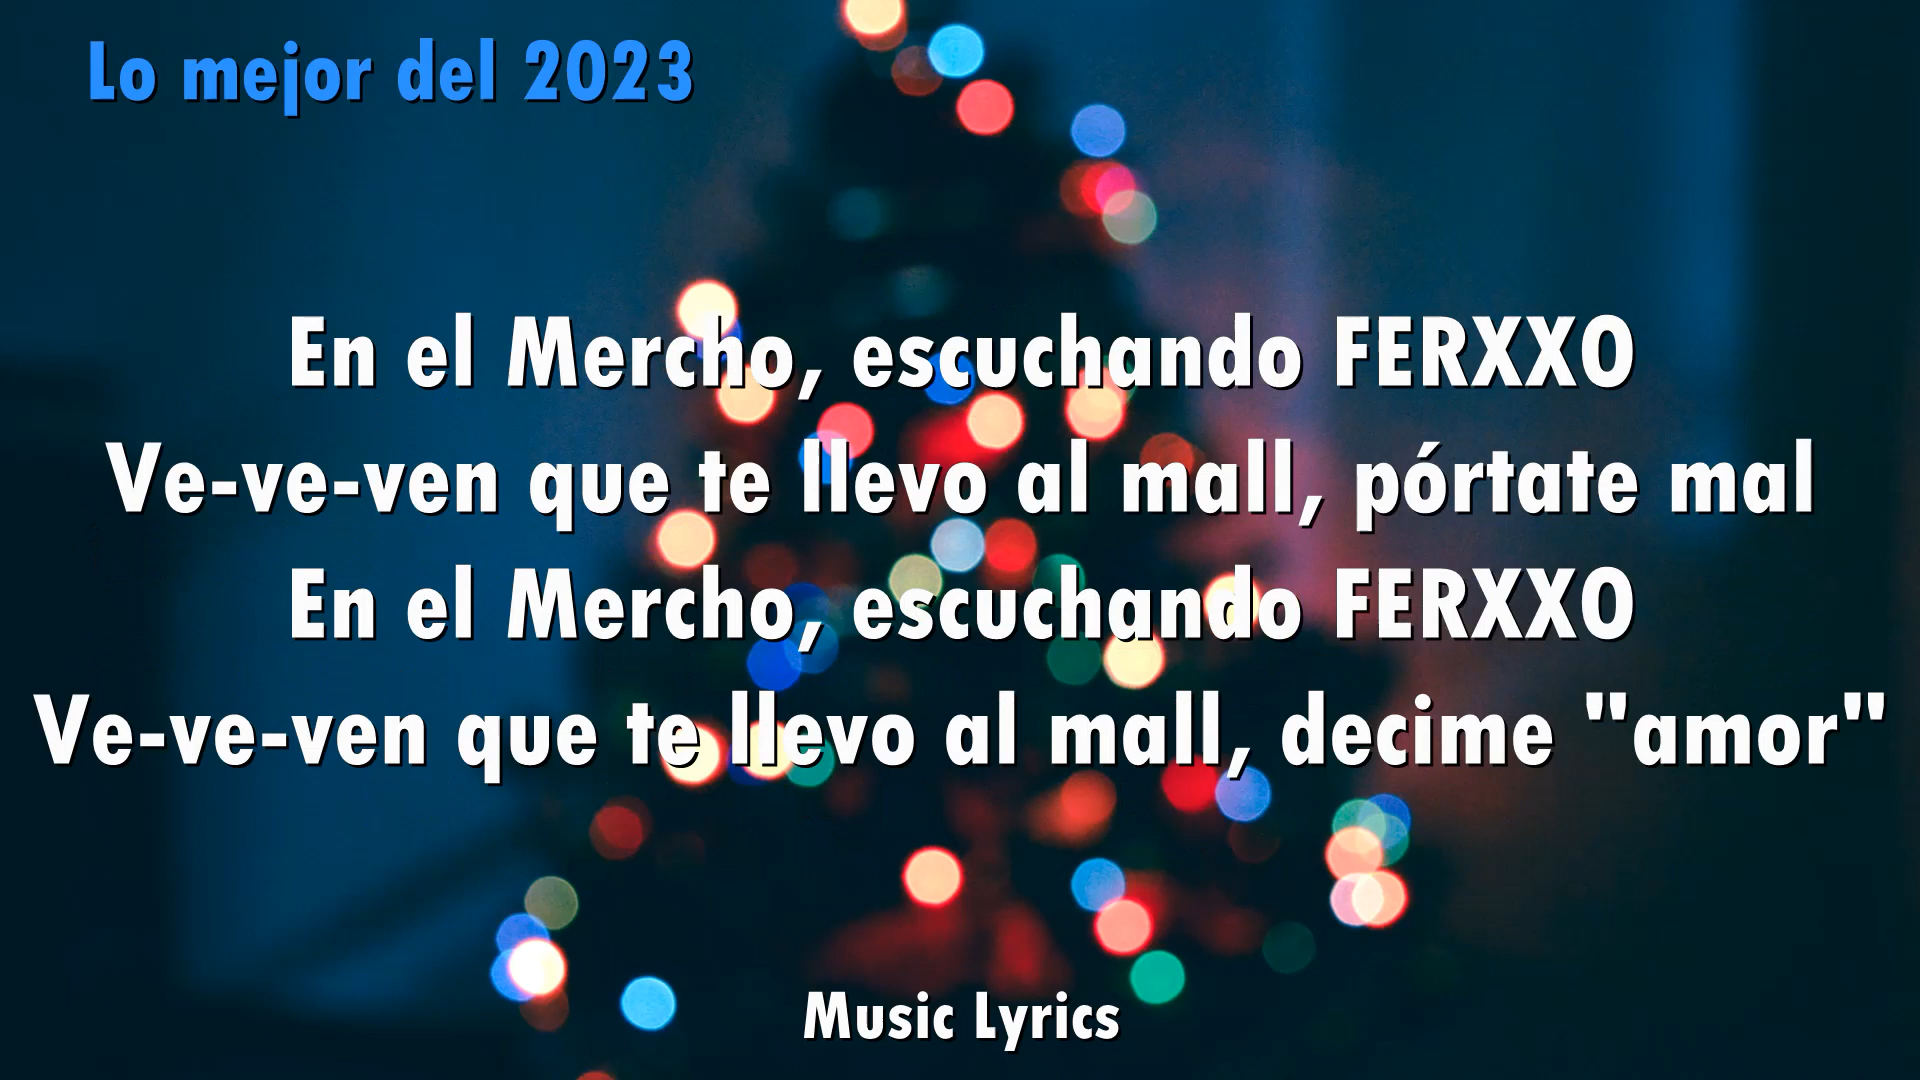 Lo mejor del 2023
En el Mercho, escuchando FERXXO
Ve-ve-ven que te llevo al mall, pórtate mal
En el Mercho, escuchando FERXXO
Ve-ve-ven que te llevo al mall, decime "amor"
Music Lyrics